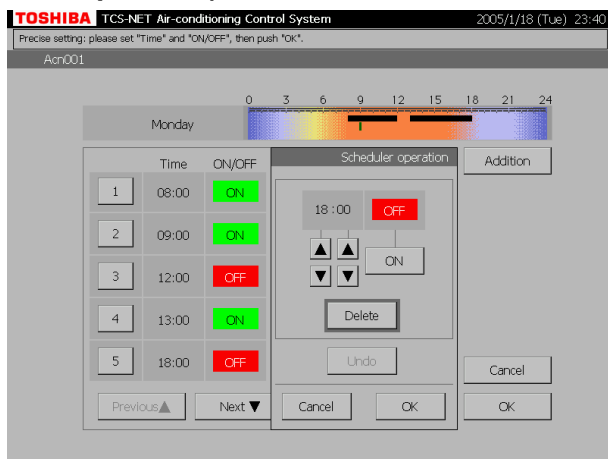 TOSHIBA TCS-NET Air-conditioning Control System 2005/1/18 (Tue) 23:40
Precise setting: please set "Time" and "ON/OFF", then push "OK".
Acn001
0 3 6 9 12 15 18 21 24
Monday
Time ON/OFF Scheduler operation Addition
1 08:00 ON
18:00 OFF
2 09:00 ON
▲ ▲ ON
3 12:00 OFF ▼ ▼
4 13:00 ON Delete
5 18:00 OFF Undo Cancel
Previous▲ Next ▼ Cancel OK OK